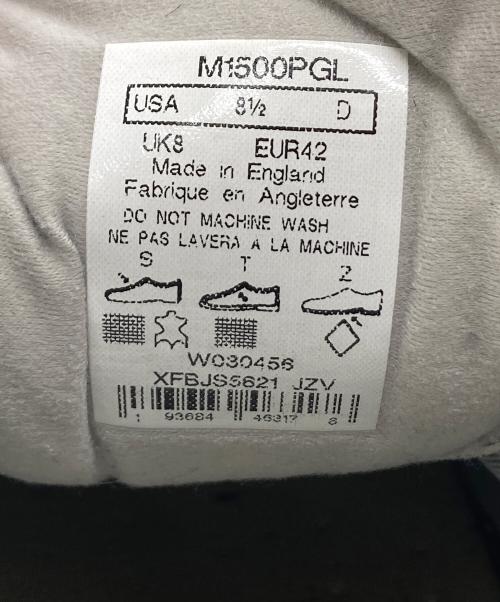 M1500PGL
USA 8½ D
UK8 EUR42
Made in England
Fabrique en Angleterre
DO NOT MACHINE WASH
NE PAS LAVERA A LA MACHINE
S T 2
W030456
XFBJS5621 JZV
1 93684 46317 8